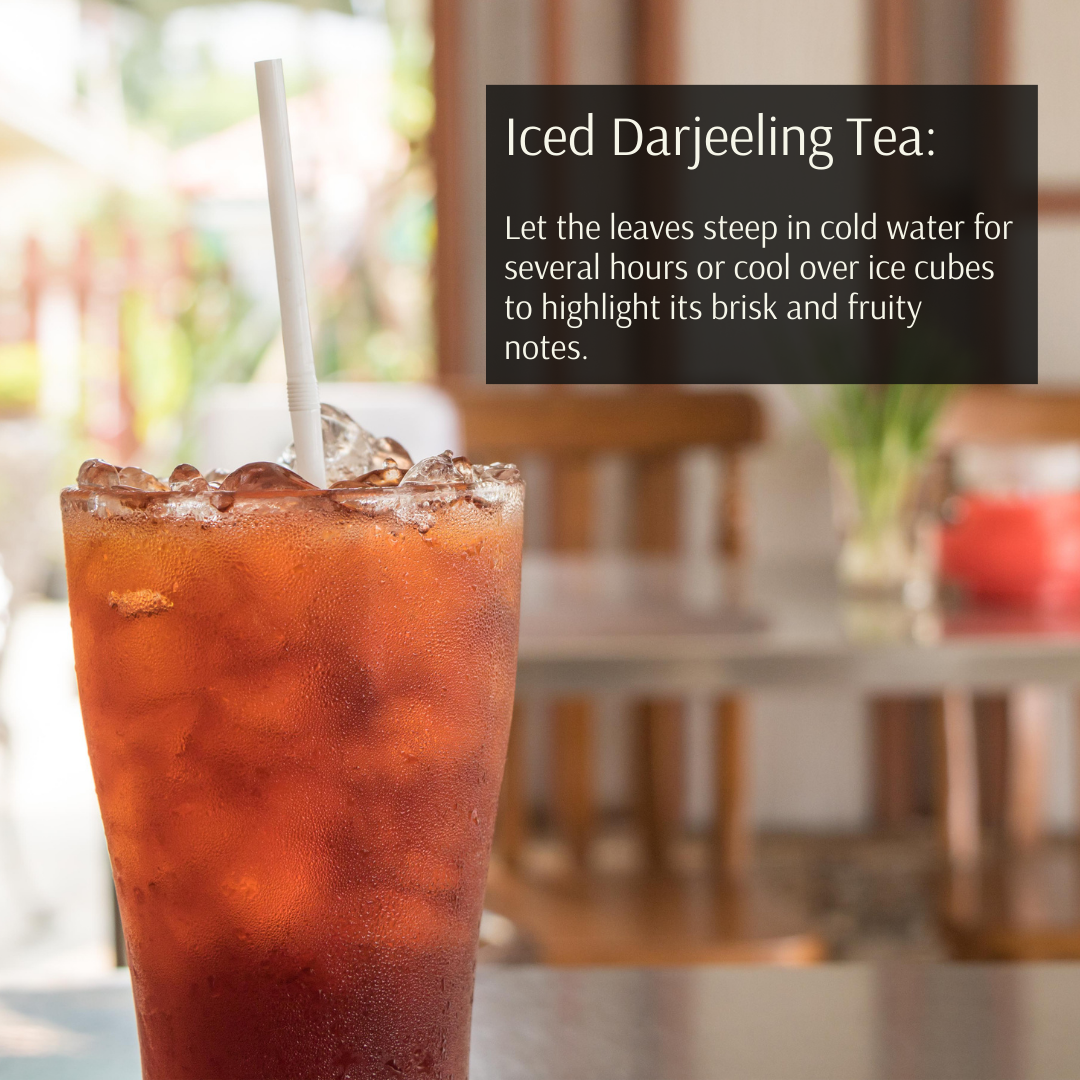 Iced Darjeeling Tea:
Let the leaves steep in cold water for
several hours or cool over ice cubes
to highlight its brisk and fruity
notes.